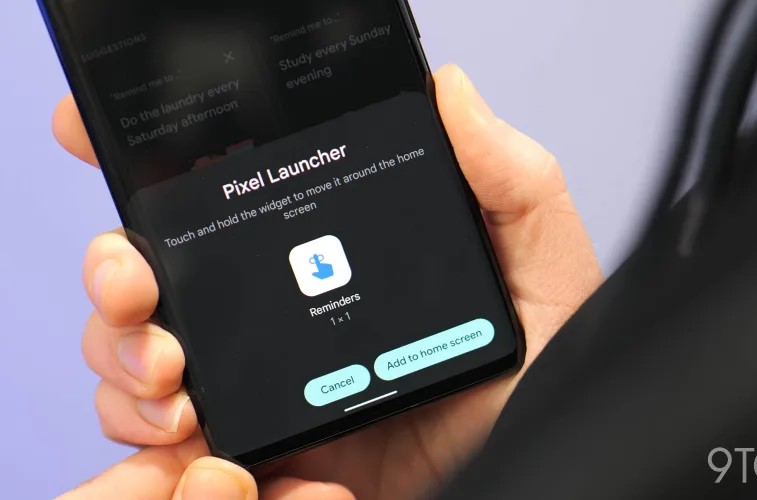 SUGGESTIONS
"Remind me to..."
Do the laundry every
Saturday afternoon
"Remind me to..."
Study every Sunday
evening
Pixel Launcher
Touch and hold the widget to move it around the home
screen
Reminders
1 × 1
Cancel
Add to home screen
9TO